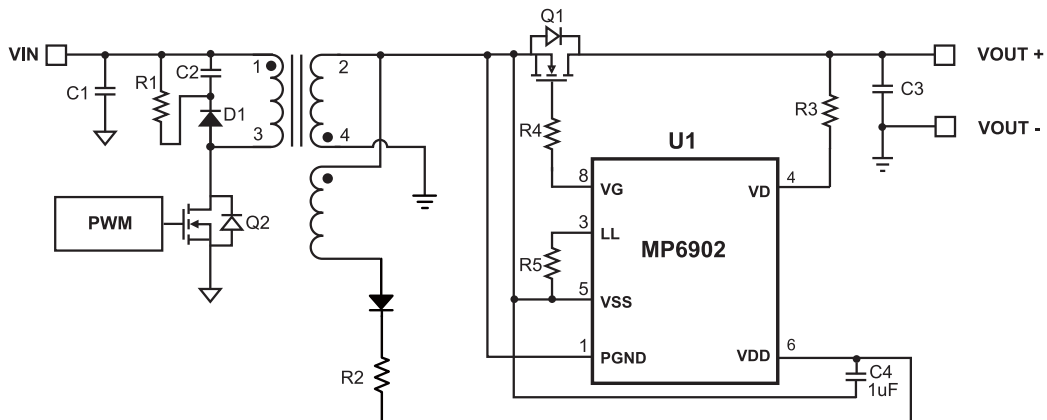 Q1
VIN
VOUT +
1
2
C2
R1
C1
D1
3
4
R4
R3
C3
VOUT -
U1
8
VG
VD
4
PWM
Q2
3
LL
MP6902
R5
5
VSS
1
PGND
VDD
6
R2
C4
1uF